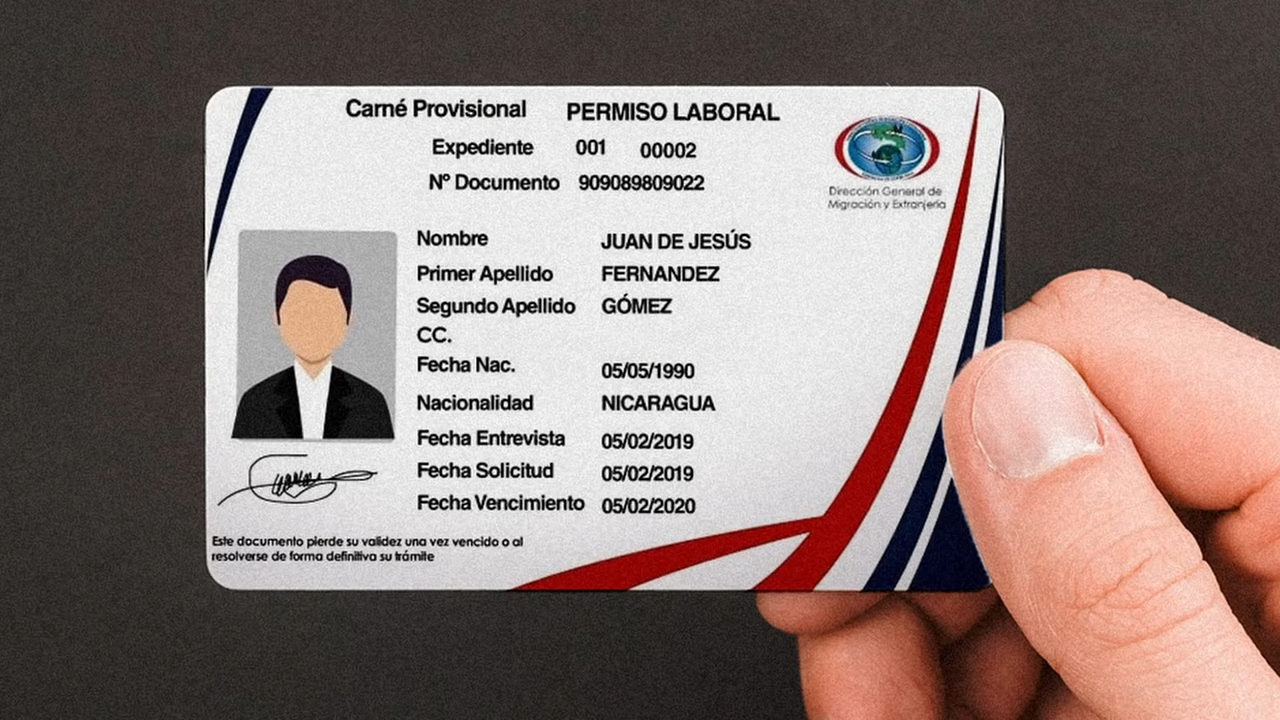 Carné Provisional PERMISO LABORAL
Expediente 001 00002
Nº Documento 909089809022
Dirección General de
Migración y Extranjería
Nombre JUAN DE JESÚS
Primer Apellido FERNANDEZ
Segundo Apellido GÓMEZ
CC.
Fecha Nac. 05/05/1990
Nacionalidad NICARAGUA
Fecha Entrevista 05/02/2019
Fecha Solicitud 05/02/2019
Fecha Vencimiento 05/02/2020
Este documento pierde su validez una vez vencido o al
resolverse de forma definitiva su trámite